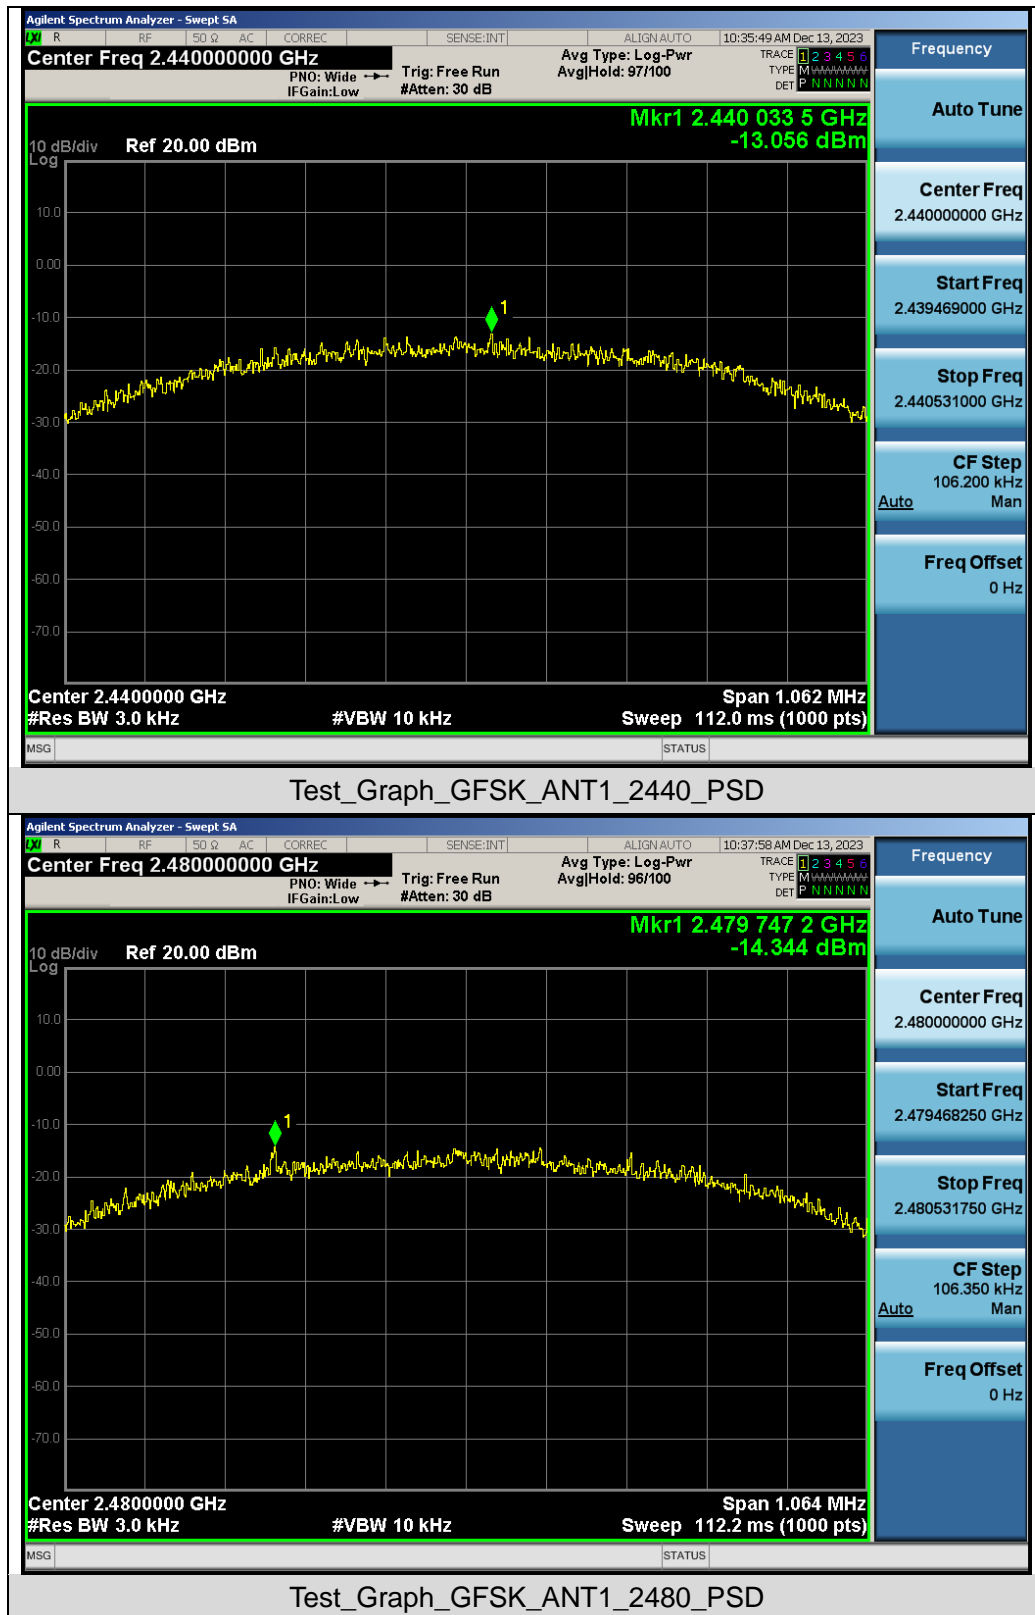 Agilent Spectrum Analyzer - Swept SA
LXI R RF 50 Ω AC CORREC SENSE:INT ALIGN AUTO 10:35:49 AM Dec 13, 2023
Center Freq 2.440000000 GHz
PNO: Wide
IFGain:Low
Trig: Free Run
#Atten: 30 dB
Avg Type: Log-Pwr
Avg|Hold: 97/100
TRACE 1 2 3 4 5 6
TYPE M
DET P N N N N N
Mkr1 2.440 033 5 GHz
-13.056 dBm
10 dB/div Ref 20.00 dBm
Log
10.0
0.00
-10.0
-20.0
-30.0
-40.0
-50.0
-60.0
-70.0
1
Center 2.4400000 GHz Span 1.062 MHz
#Res BW 3.0 kHz #VBW 10 kHz Sweep 112.0 ms (1000 pts)
MSG STATUS
Frequency
Auto Tune
Center Freq
2.440000000 GHz
Start Freq
2.439469000 GHz
Stop Freq
2.440531000 GHz
CF Step
106.200 kHz
Auto Man
Freq Offset
0 Hz
Test_Graph_GFSK_ANT1_2440_PSD
Agilent Spectrum Analyzer - Swept SA
LXI R RF 50 Ω AC CORREC SENSE:INT ALIGN AUTO 10:37:58 AM Dec 13, 2023
Center Freq 2.480000000 GHz
PNO: Wide
IFGain:Low
Trig: Free Run
#Atten: 30 dB
Avg Type: Log-Pwr
Avg|Hold: 96/100
TRACE 1 2 3 4 5 6
TYPE M
DET P N N N N N
Mkr1 2.479 747 2 GHz
-14.344 dBm
10 dB/div Ref 20.00 dBm
Log
10.0
0.00
-10.0
-20.0
-30.0
-40.0
-50.0
-60.0
-70.0
1
Center 2.4800000 GHz Span 1.064 MHz
#Res BW 3.0 kHz #VBW 10 kHz Sweep 112.2 ms (1000 pts)
MSG STATUS
Frequency
Auto Tune
Center Freq
2.480000000 GHz
Start Freq
2.479468250 GHz
Stop Freq
2.480531750 GHz
CF Step
106.350 kHz
Auto Man
Freq Offset
0 Hz
Test_Graph_GFSK_ANT1_2480_PSD